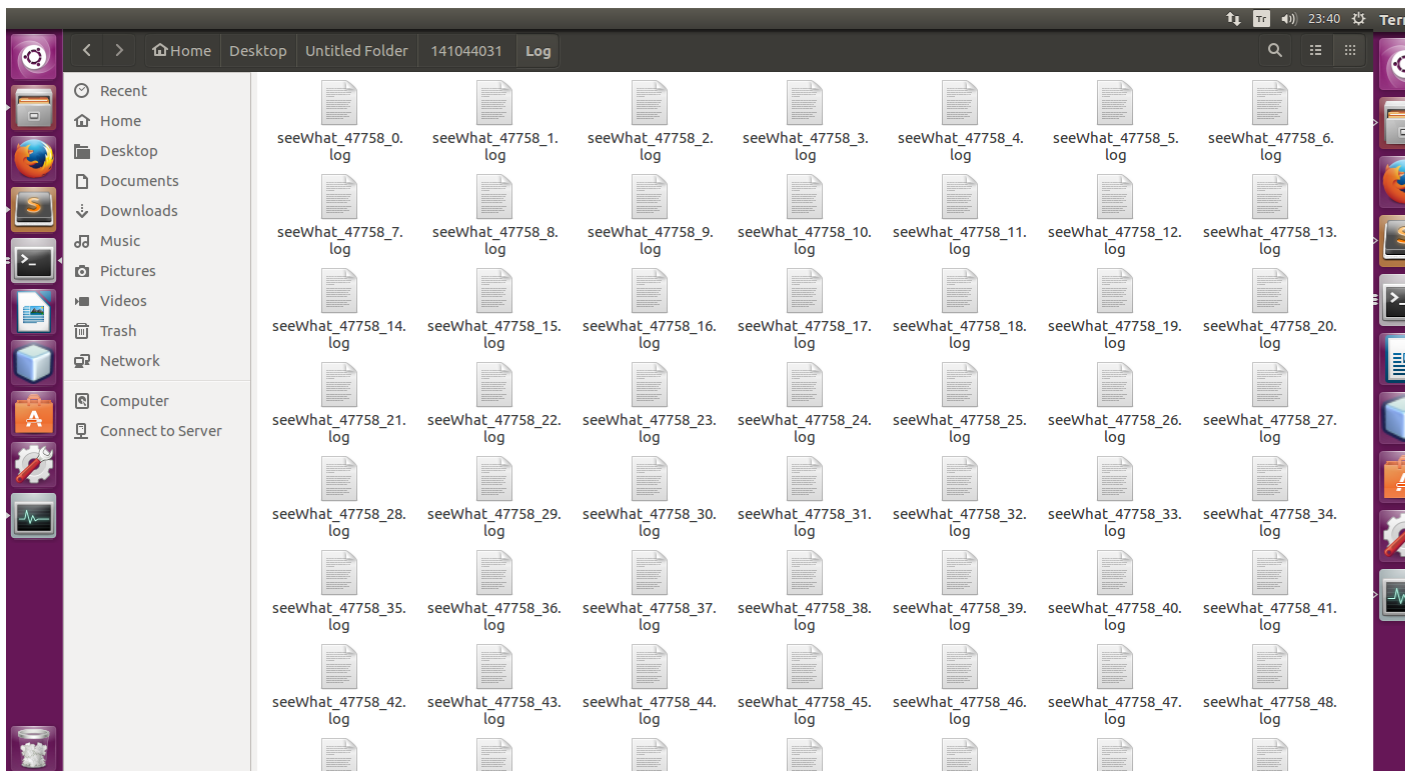 Tr 23:40 Ter
Home Desktop Untitled Folder 141044031 Log
Recent
Home
Desktop
Documents
Downloads
Music
Pictures
Videos
Trash
Network
Computer
Connect to Server
seeWhat_47758_0. seeWhat_47758_1. seeWhat_47758_2. seeWhat_47758_3. seeWhat_47758_4. seeWhat_47758_5. seeWhat_47758_6.
log log log log log log log
seeWhat_47758_7. seeWhat_47758_8. seeWhat_47758_9. seeWhat_47758_10. seeWhat_47758_11. seeWhat_47758_12. seeWhat_47758_13.
log log log log log log log
seeWhat_47758_14. seeWhat_47758_15. seeWhat_47758_16. seeWhat_47758_17. seeWhat_47758_18. seeWhat_47758_19. seeWhat_47758_20.
log log log log log log log
seeWhat_47758_21. seeWhat_47758_22. seeWhat_47758_23. seeWhat_47758_24. seeWhat_47758_25. seeWhat_47758_26. seeWhat_47758_27.
log log log log log log log
seeWhat_47758_28. seeWhat_47758_29. seeWhat_47758_30. seeWhat_47758_31. seeWhat_47758_32. seeWhat_47758_33. seeWhat_47758_34.
log log log log log log log
seeWhat_47758_35. seeWhat_47758_36. seeWhat_47758_37. seeWhat_47758_38. seeWhat_47758_39. seeWhat_47758_40. seeWhat_47758_41.
log log log log log log log
seeWhat_47758_42. seeWhat_47758_43. seeWhat_47758_44. seeWhat_47758_45. seeWhat_47758_46. seeWhat_47758_47. seeWhat_47758_48.
log log log log log log log